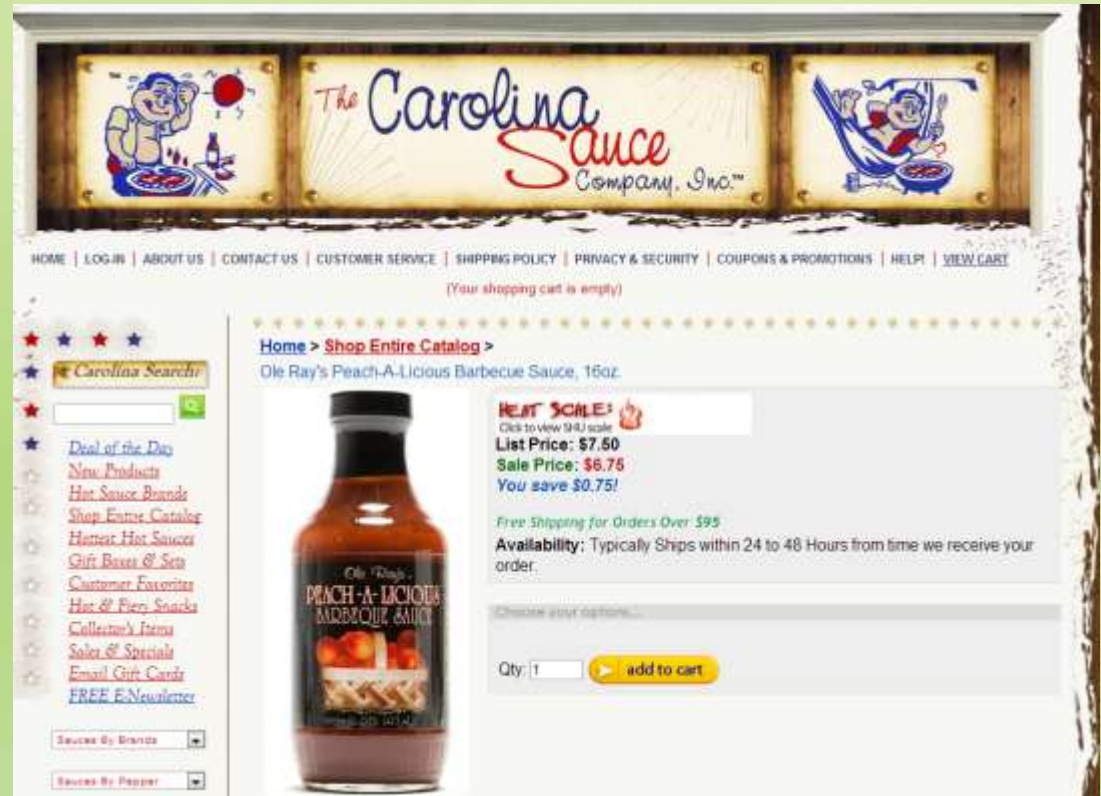 The Carolina
Sauce
Company, Inc.™
HOME | LOG-IN | ABOUT US | CONTACT US | CUSTOMER SERVICE | SHIPPING POLICY | PRIVACY & SECURITY | COUPONS & PROMOTIONS | HELP! | VIEW CART
(Your shopping cart is empty)
Carolina Search:
Deal of the Day
New Products
Hot Sauce Brands
Shop Entire Catalog
Hottest Hot Sauces
Gift Boxes & Sets
Customer Favorites
Hot & Fiery Snacks
Collector's Items
Sales & Specials
Email Gift Cards
FREE E-Newsletter
Sauces By Brands
Sauces By Pepper
Home > Shop Entire Catalog >
Ole Ray's Peach-A-Licious Barbecue Sauce, 16oz.
Ole Ray's
PEACH-A-LICIOUS
BARBEQUE SAUCE
HEAT SCALE:
Click to view SHU scale
List Price: $7.50
Sale Price: $6.75
You save $0.75!
Free Shipping for Orders Over $95
Availability: Typically Ships within 24 to 48 Hours from time we receive your
order.
Choose your options...
Qty: 1 add to cart